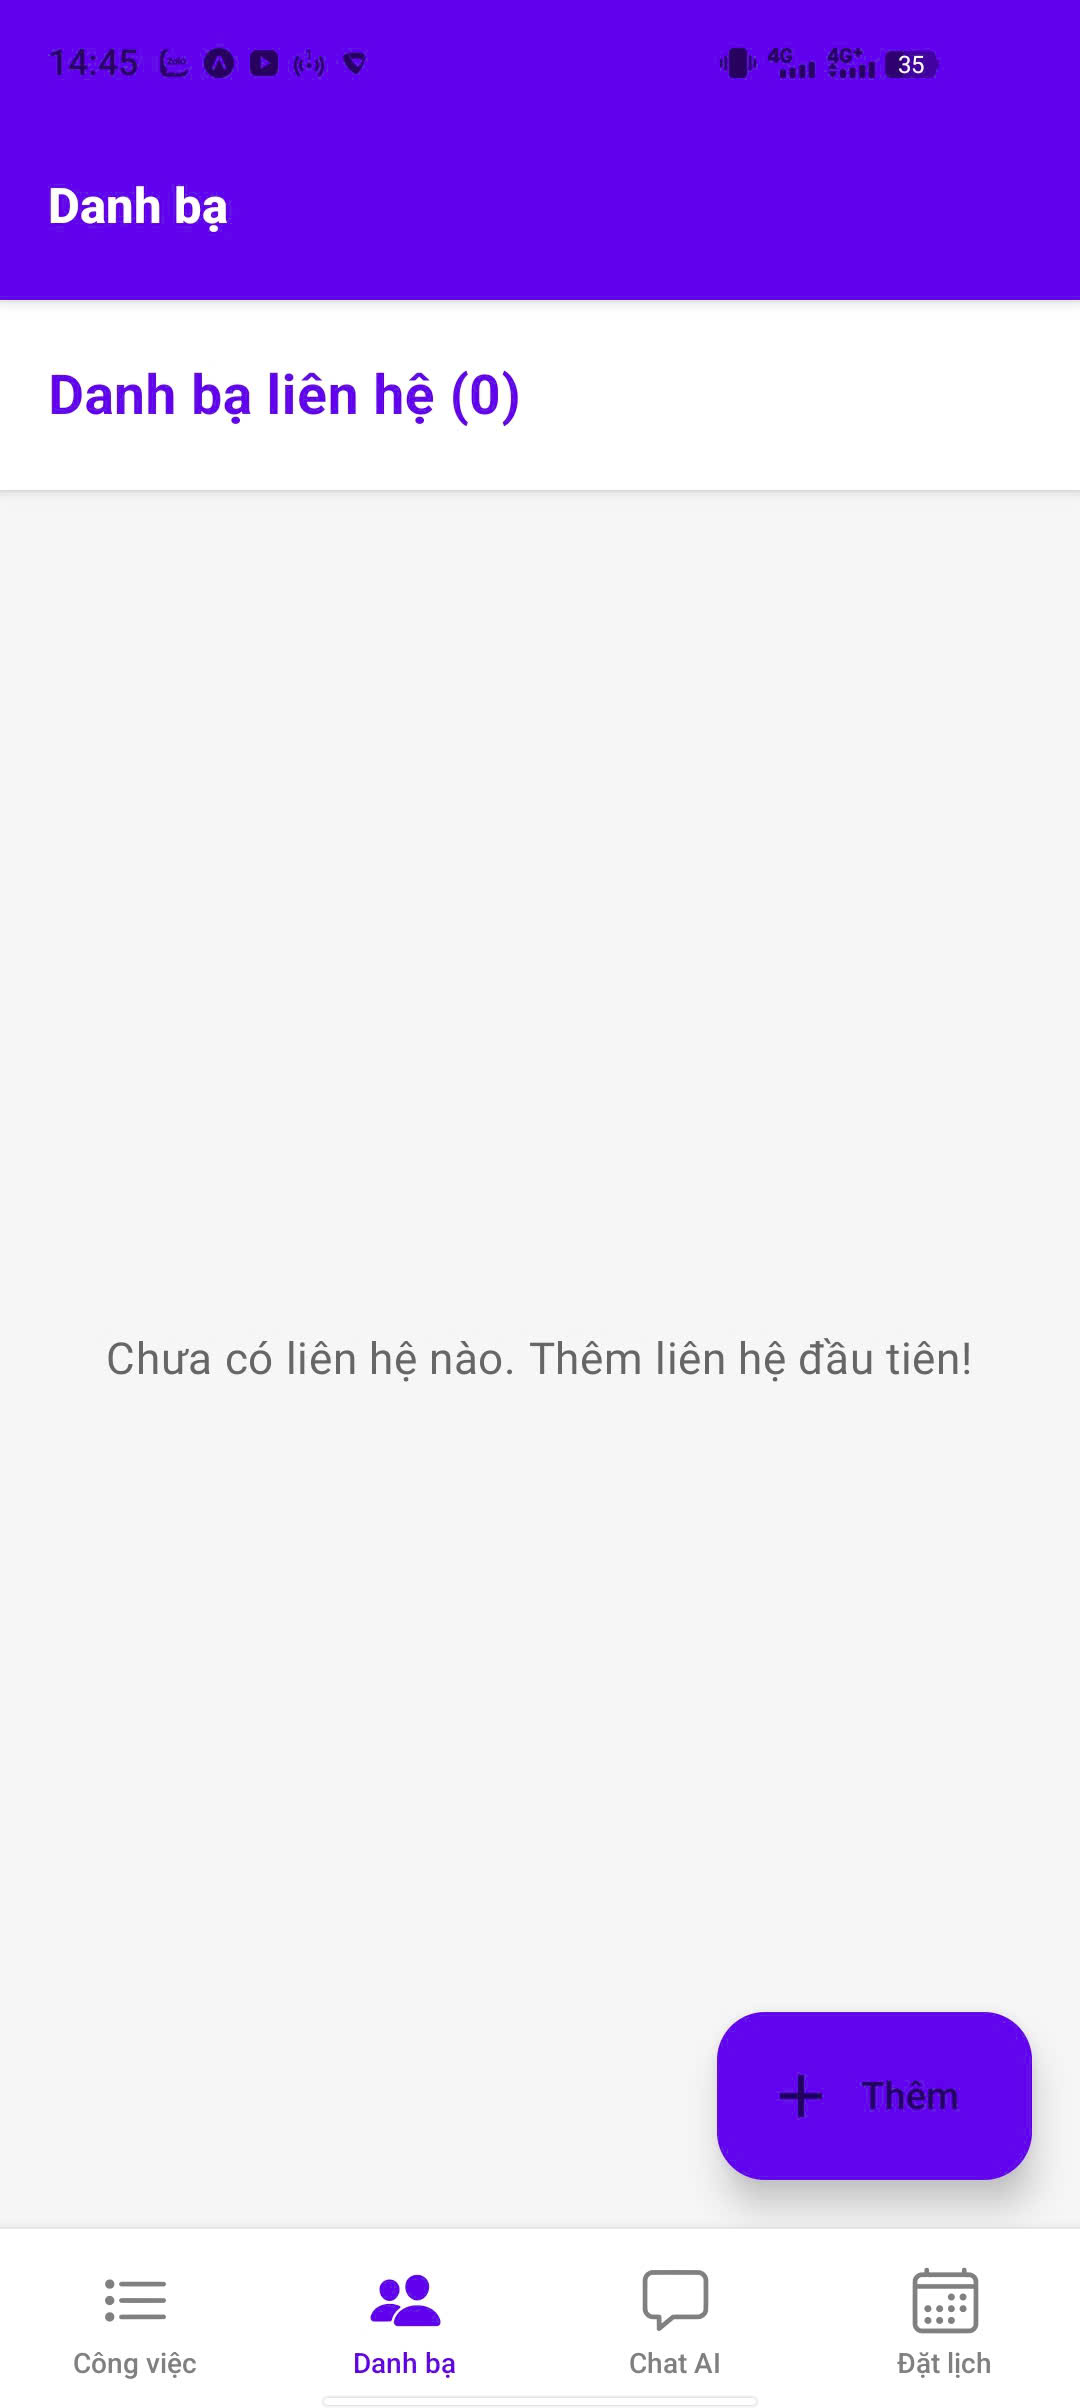 14:45 Zalo 4G 4G+ 35
Danh bạ
Danh bạ liên hệ (0)
Chưa có liên hệ nào. Thêm liên hệ đầu tiên!
Thêm
Công việc Danh bạ Chat AI Đặt lịch